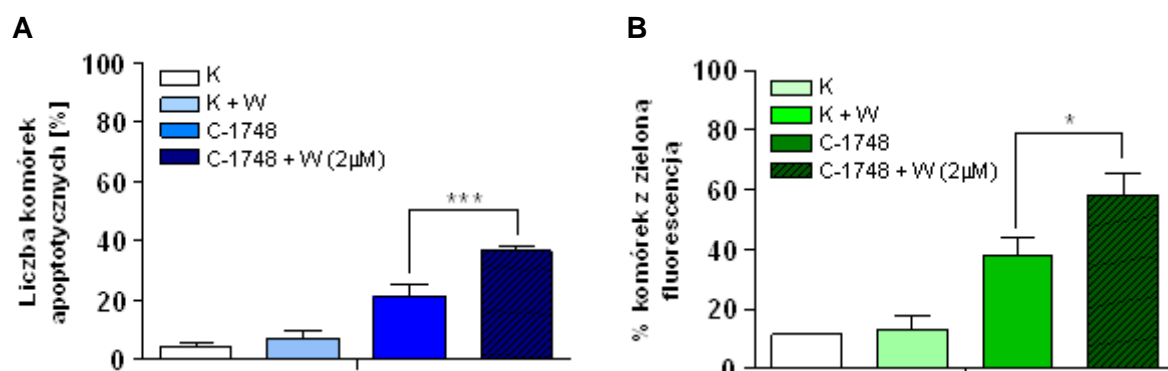 A
Liczba komórek
apoptotycznych [%]
100
80
60
40
20
0
K
K + W
C-1748
C-1748 + W (2µM)
***
B
% komórek z zieloną
fluorescencją
100
80
60
40
20
0
K
K + W
C-1748
C-1748 + W (2µM)
*